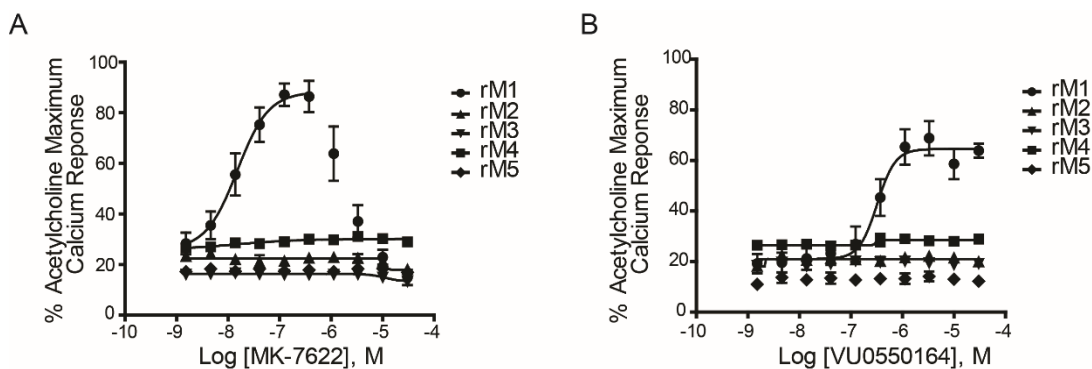 A
% Acetylcholine Maximum
Calcium Reponse
100
80
60
40
20
0
-10
-9
-8
-7
-6
-5
-4
Log [MK-7622], M
rM1
rM2
rM3
rM4
rM5
B
% Acetylcholine Maximum
Calcium Reponse
100
80
60
40
20
0
-10
-9
-8
-7
-6
-5
-4
Log [VU0550164], M
rM1
rM2
rM3
rM4
rM5